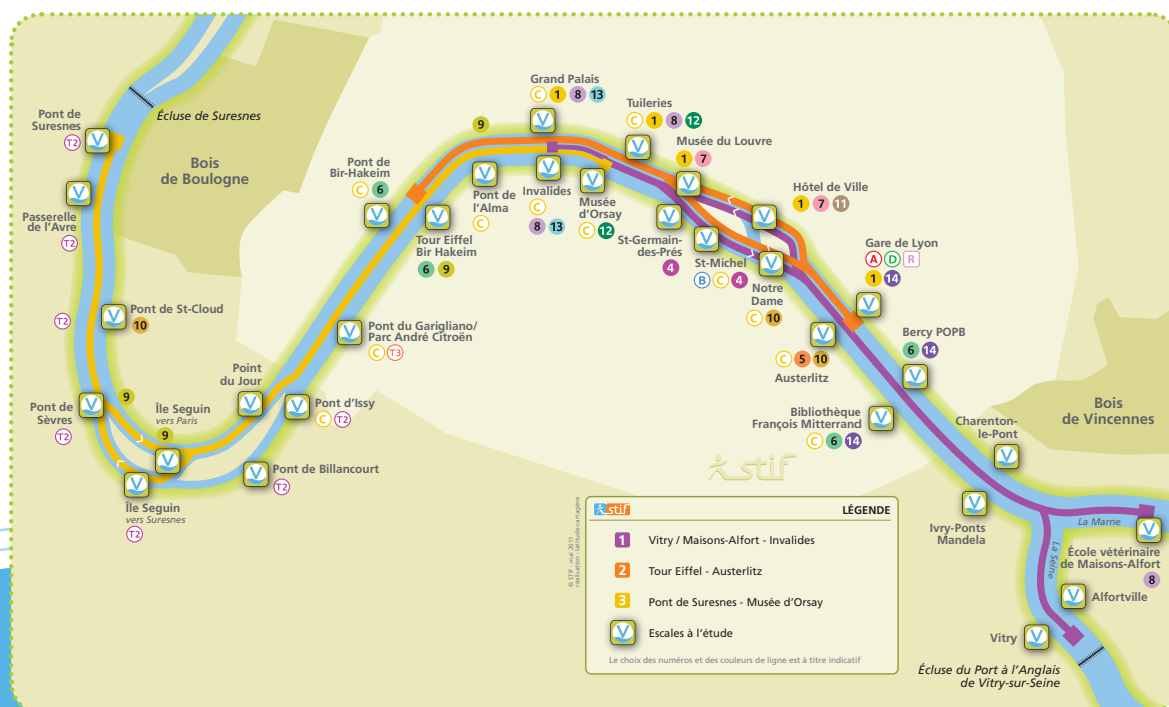 Écluse de Suresnes
Pont de
Suresnes
T2
Bois
de Boulogne
Passerelle
de l'Avre
T2
T2
Pont de St-Cloud
10
Pont de
Sèvres
T2
9
Île Seguin
vers Paris
9
Île Seguin
vers Suresnes
T2
Point
du Jour
Pont d'Issy
C T2
Pont de Billancourt
T2
Pont du Garigliano/
Parc André Citroën
C T3
Pont de
Bir-Hakeim
C 6
Tour Eiffel
Bir Hakeim
6 9
9
Pont de
l'Alma
C
Grand Palais
C 1 8 13
Invalides
C
8 13
Musée
d'Orsay
C 12
Tuileries
C 1 8 12
Musée du Louvre
1 7
St-Germain-
des-Prés
4
St-Michel
B C 4
Hôtel de Ville
1 7 11
Notre
Dame
C 10
Gare de Lyon
A D R
1 14
C 5 10
Austerlitz
Bercy POPB
6 14
Bibliothèque
François Mitterrand
C 6 14
Bois
de Vincennes
Charenton-
le-Pont
Ivry-Ponts
Mandela
La Marne
La Seine
École vétérinaire
de Maisons-Alfort
8
Alfortville
Vitry
Écluse du Port à l'Anglais
de Vitry-sur-Seine
stif
© STIF - mai 2011
réalisation : latitude-cartagène
stif
LÉGENDE
1 Vitry / Maisons-Alfort - Invalides
2 Tour Eiffel - Austerlitz
3 Pont de Suresnes - Musée d'Orsay
Escales à l'étude
Le choix des numéros et des couleurs de ligne est à titre indicatif